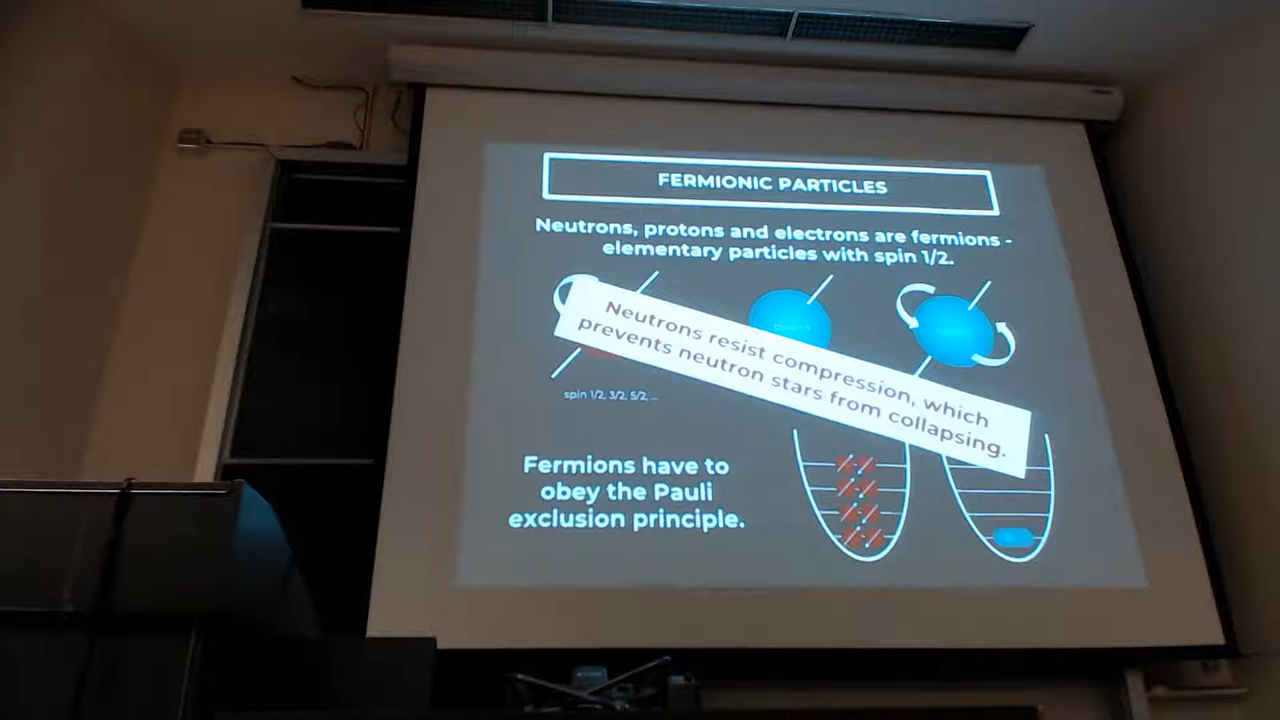 FERMIONIC PARTICLES
Neutrons, protons and electrons are fermions -
elementary particles with spin 1/2.
Neutrons resist compression, which
prevents neutron stars from collapsing.
spin 1/2, 3/2, 5/2, ...
Fermions have to
obey the Pauli
exclusion principle.